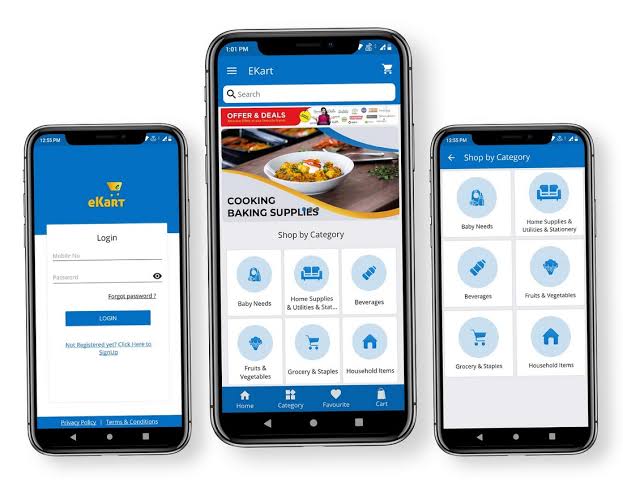 12:55 PM
eKART
Login
Mobile No
Password
Forgot password ?
LOGIN
Not Registered yet? Click Here to
SignUp
Privacy Policy | Terms & Conditions
1:01 PM
EKart
Search
OFFER & DEALS
COOKING
BAKING SUPPLIES
Shop by Category
Baby Needs
Home Supplies
& Utilities & Stat...
Beverages
Fruits &
Vegetables
Grocery & Staples
Household Items
Home
Category
Favourite
Cart
12:55 PM
Shop by Category
Baby Needs
Home Supplies &
Utilities & Stationery
Beverages
Fruits & Vegetables
Grocery & Staples
Household Items